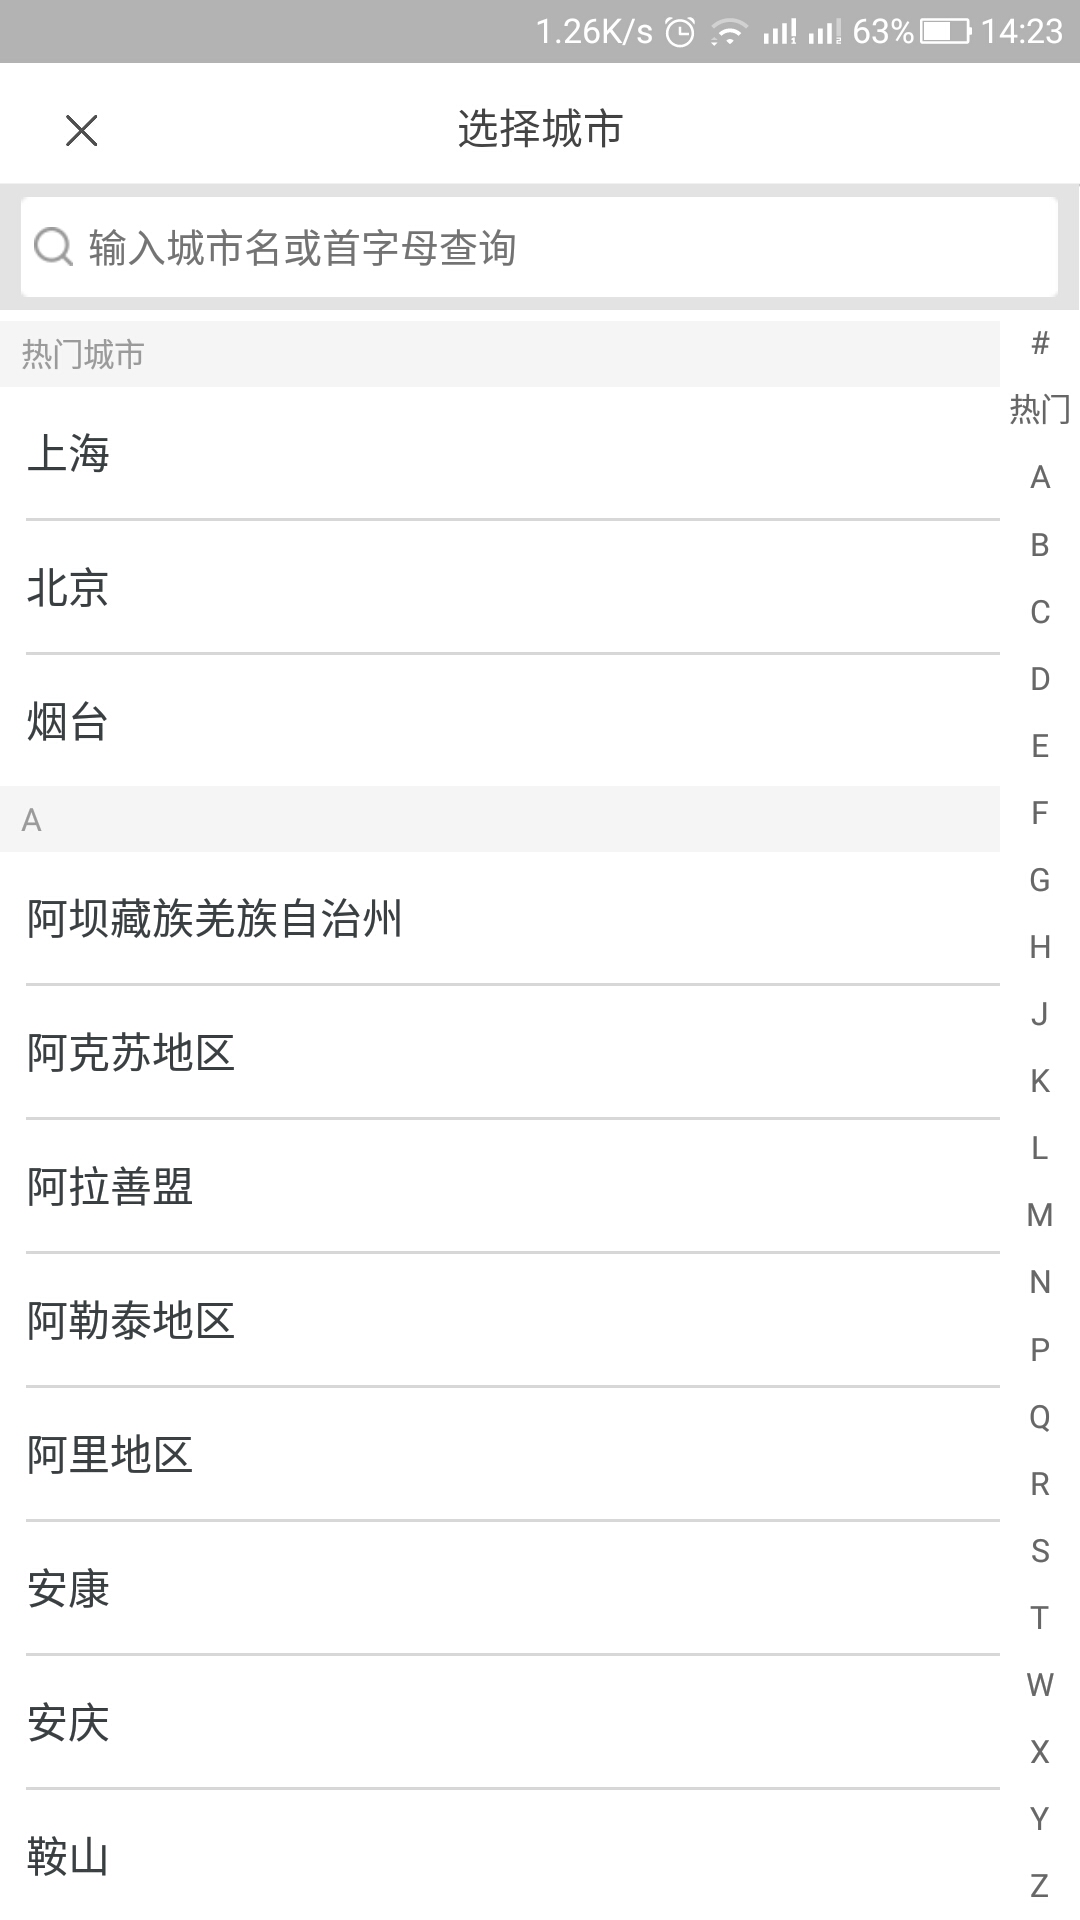 1.26K/s 63% 14:23
选择城市
输入城市名或首字母查询
热门城市
上海
北京
烟台
A
阿坝藏族羌族自治州
阿克苏地区
阿拉善盟
阿勒泰地区
阿里地区
安康
安庆
鞍山
#
热门
A
B
C
D
E
F
G
H
J
K
L
M
N
P
Q
R
S
T
W
X
Y
Z